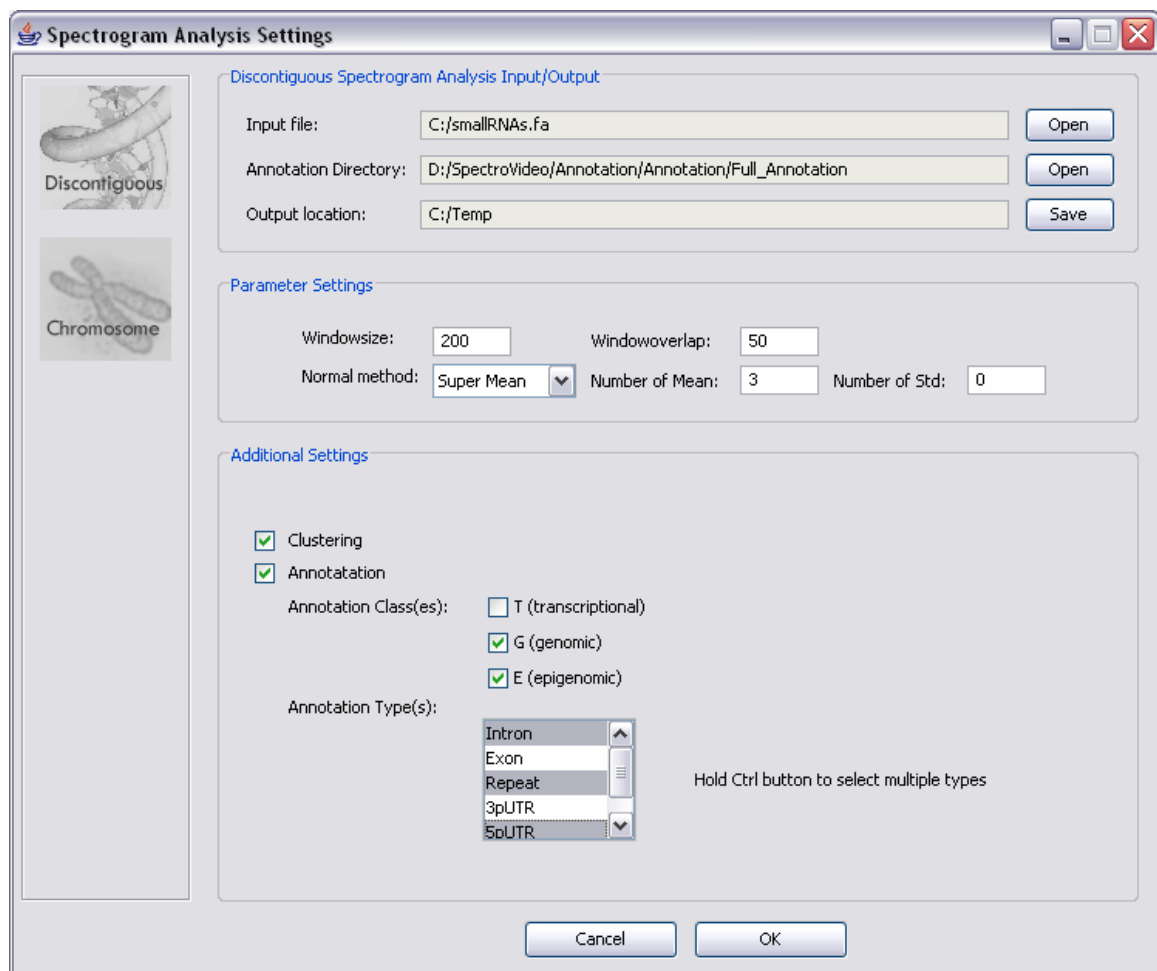 Spectrogram Analysis Settings
Discontiguous
Chromosome
Discontiguous Spectrogram Analysis Input/Output
Input file: C:/smallRNAs.fa Open
Annotation Directory: D:/SpectroVideo/Annotation/Annotation/Full_Annotation Open
Output location: C:/Temp Save
Parameter Settings
Windowsize: 200 Windowoverlap: 50
Normal method: Super Mean Number of Mean: 3 Number of Std: 0
Additional Settings
Clustering
Annotatation
Annotation Class(es): T (transcriptional)
G (genomic)
E (epigenomic)
Annotation Type(s):
Intron
Exon
Repeat
3pUTR
5pUTR
Hold Ctrl button to select multiple types
Cancel OK